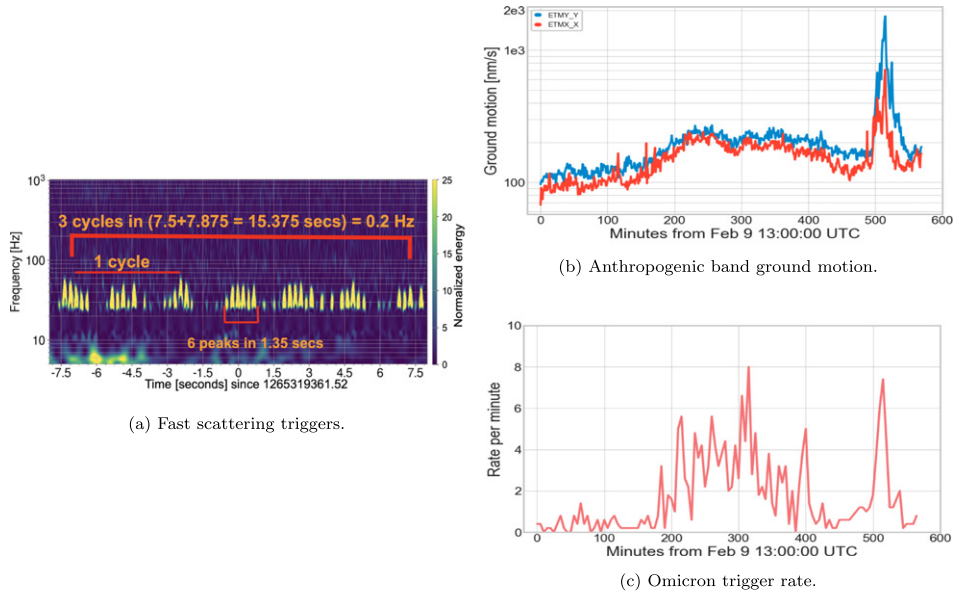 10³
100
10
Frequency [Hz]
3 cycles in (7.5+7.875 = 15.375 secs) = 0.2 Hz
1 cycle
6 peaks in 1.35 secs
-7.5 -6 -4.5 -3 -1.5 0 1.5 3 4.5 6 7.5
Time [seconds] since 1265319361.52
25
20
15
10
5
0
Normalized energy
(a) Fast scattering triggers.
ETMY_Y
ETMX_X
2e3
1e3
100
Ground motion [nm/s]
0 100 200 300 400 500 600
Minutes from Feb 9 13:00:00 UTC
(b) Anthropogenic band ground motion.
10
8
6
4
2
0
Rate per minute
0 100 200 300 400 500 600
Minutes from Feb 9 13:00:00 UTC
(c) Omicron trigger rate.